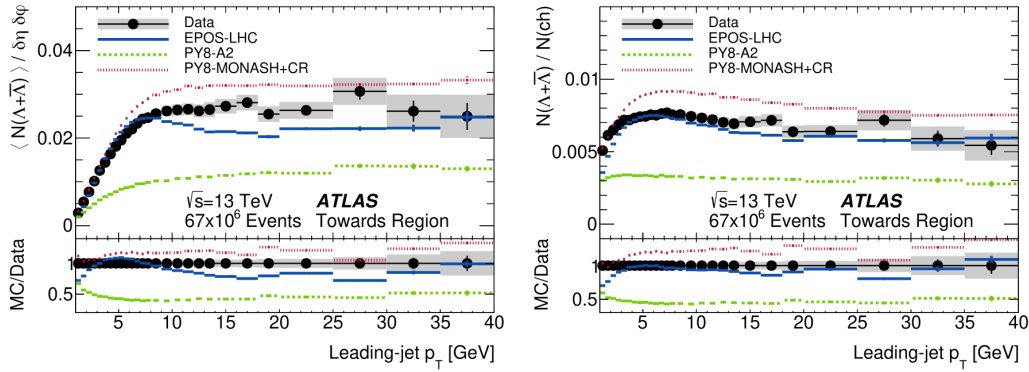 ⟨ N(Λ+Λ̅) ⟩ / δη δφ
0.04
0.02
0
Data
EPOS-LHC
PY8-A2
PY8-MONASH+CR
√s=13 TeV ATLAS
67x10⁶ Events Towards Region
MC/Data
1
0.5
5 10 15 20 25 30 35 40
Leading-jet p_T [GeV]
N(Λ+Λ̅) / N(ch)
0.01
0.005
0.000
Data
EPOS-LHC
PY8-A2
PY8-MONASH+CR
√s=13 TeV ATLAS
67x10⁶ Events Towards Region
MC/Data
1
0.5
5 10 15 20 25 30 35 40
Leading-jet p_T [GeV]